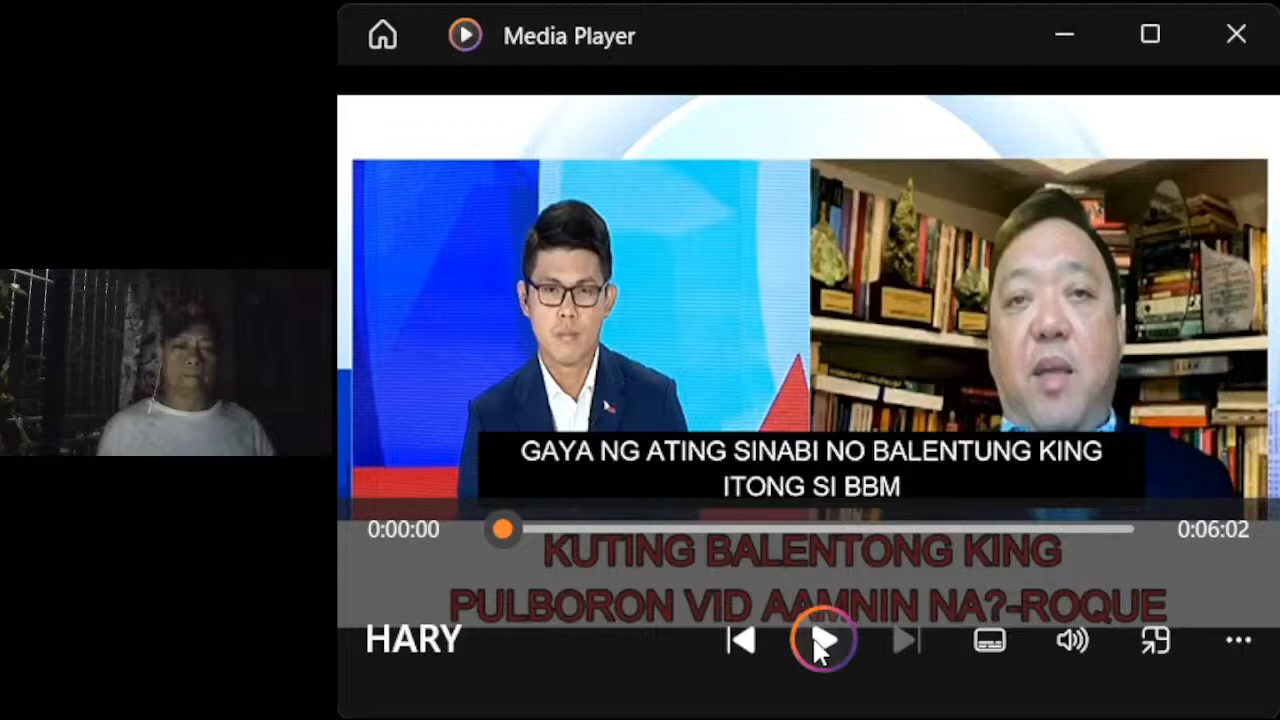 Media Player
GAYA NG ATING SINABI NO BALENTUNG KING
ITONG SI BBM
0:00:00
0:06:02
KUTING BALENTONG KING
PULBORON VID AAMNIN NA?-ROQUE
HARY